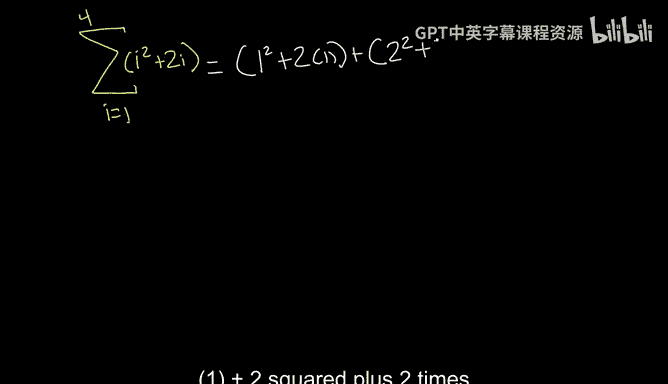 GPT中英字幕课程资源 bilibili
4
∑(i²+2i) = (1²+2(1))+(2²+
i=1
(1) + 2 squared plus 2 times